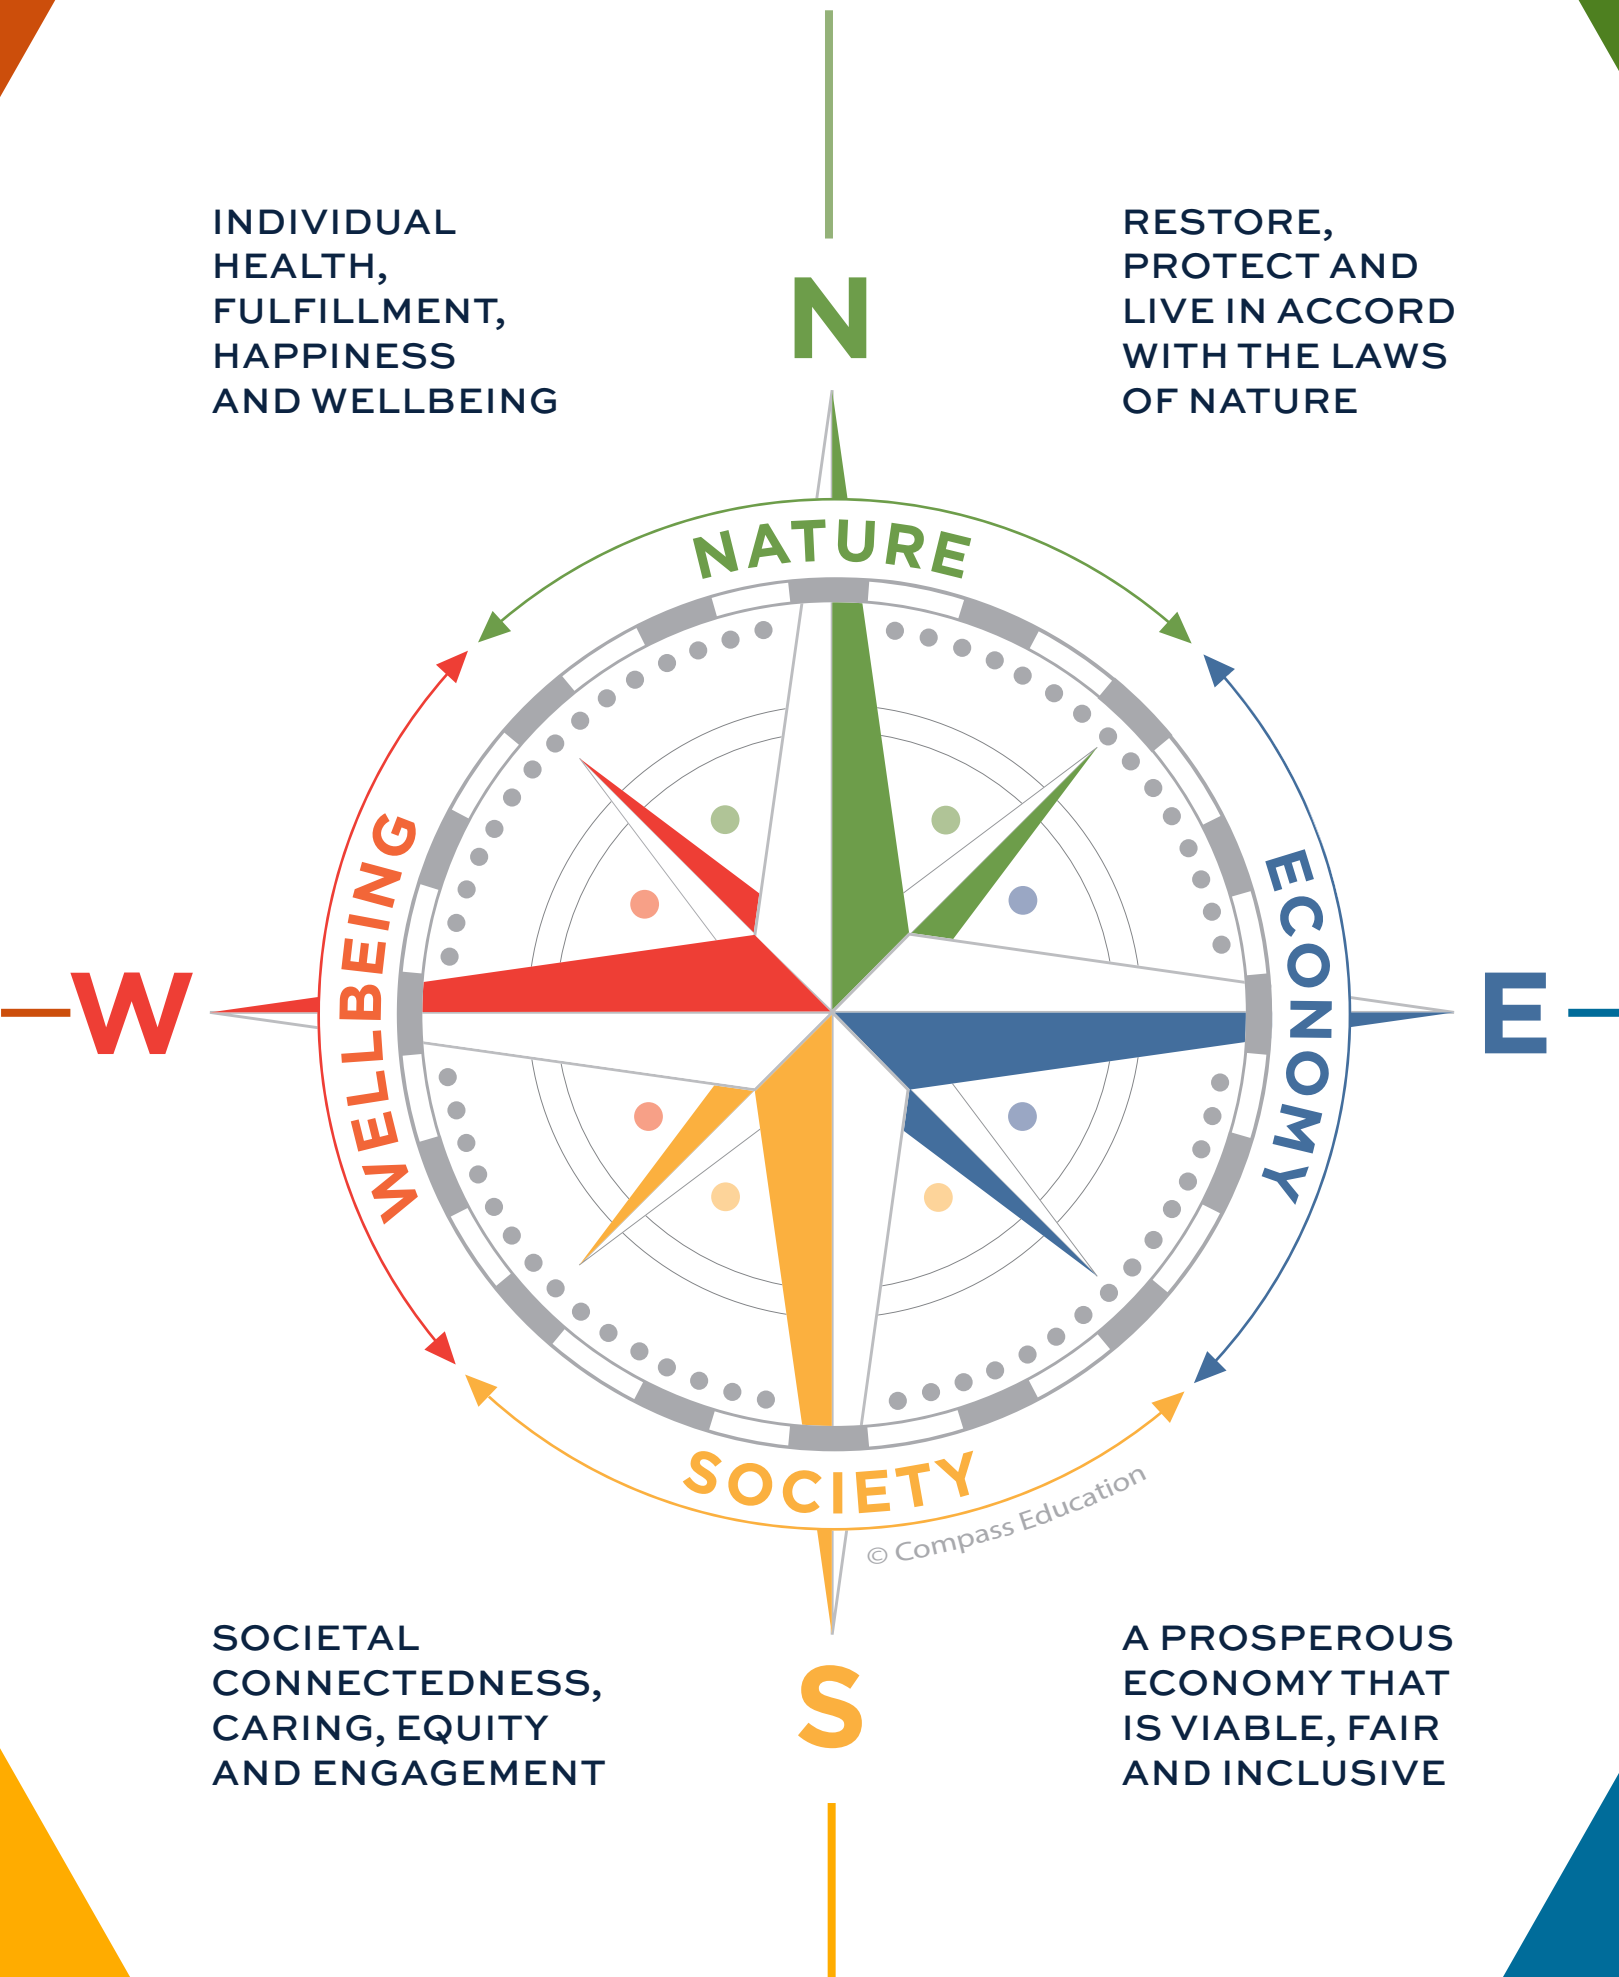 INDIVIDUAL
HEALTH,
FULFILLMENT,
HAPPINESS
AND WELLBEING
RESTORE,
PROTECT AND
LIVE IN ACCORD
WITH THE LAWS
OF NATURE
N
NATURE
W
WELLBEING
ECONOMY
E
SOCIETY
© Compass Education
S
SOCIETAL
CONNECTEDNESS,
CARING, EQUITY
AND ENGAGEMENT
A PROSPEROUS
ECONOMY THAT
IS VIABLE, FAIR
AND INCLUSIVE